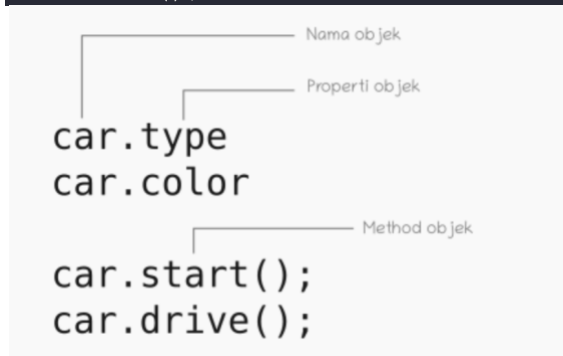 Nama objek
Properti objek
car.type
car.color
Method objek
car.start();
car.drive();